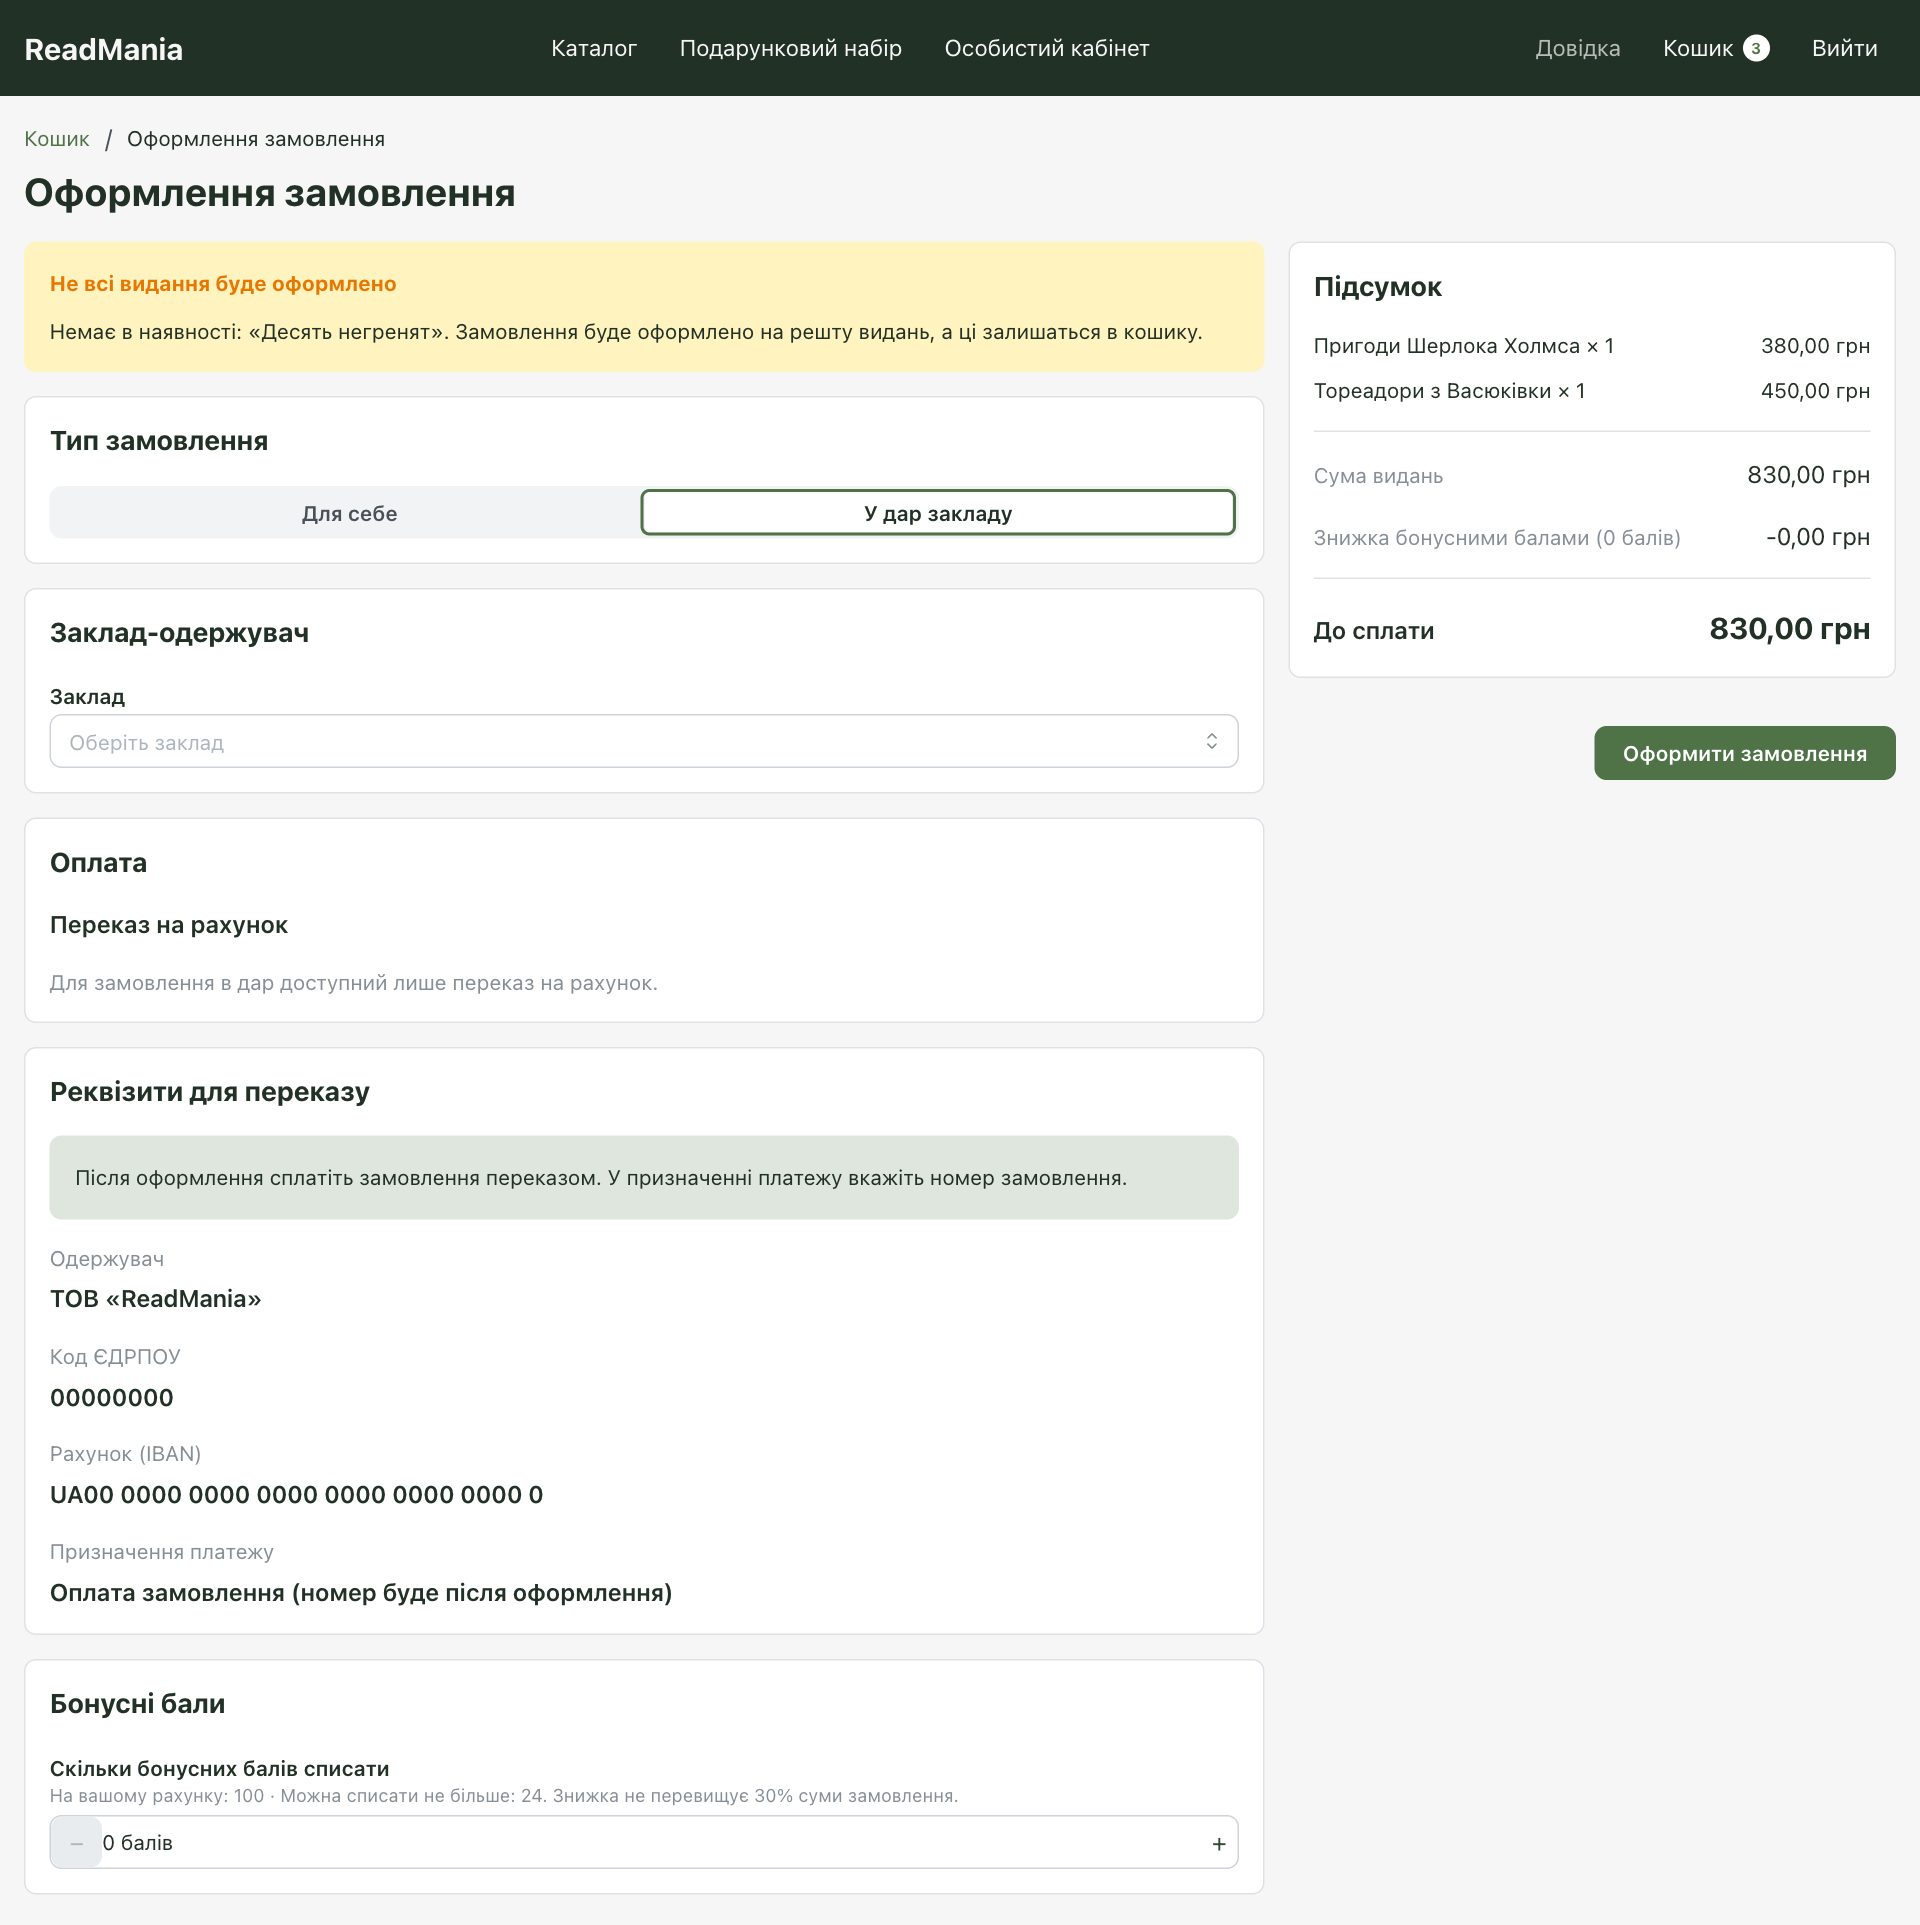 ReadMania
Каталог
Подарунковий набір
Особистий кабінет
Довідка
Кошик 3
Вийти
Кошик / Оформлення замовлення
Оформлення замовлення
Не всі видання буде оформлено
Немає в наявності: «Десять негренят». Замовлення буде оформлено на решту видань, а ці залишаться в кошику.
Тип замовлення
Для себе
У дар закладу
Заклад-одержувач
Заклад
Оберіть заклад
Оплата
Переказ на рахунок
Для замовлення в дар доступний лише переказ на рахунок.
Реквізити для переказу
Після оформлення сплатіть замовлення переказом. У призначенні платежу вкажіть номер замовлення.
Одержувач
ТОВ «ReadMania»
Код ЄДРПОУ
00000000
Рахунок (IBAN)
UA00 0000 0000 0000 0000 0000 0000 0
Призначення платежу
Оплата замовлення (номер буде після оформлення)
Бонусні бали
Скільки бонусних балів списати
На вашому рахунку: 100 · Можна списати не більше: 24. Знижка не перевищує 30% суми замовлення.
− 0 балів +
Підсумок
Пригоди Шерлока Холмса × 1 380,00 грн
Тореадори з Васюківки × 1 450,00 грн
Сума видань 830,00 грн
Знижка бонусними балами (0 балів) -0,00 грн
До сплати 830,00 грн
Оформити замовлення